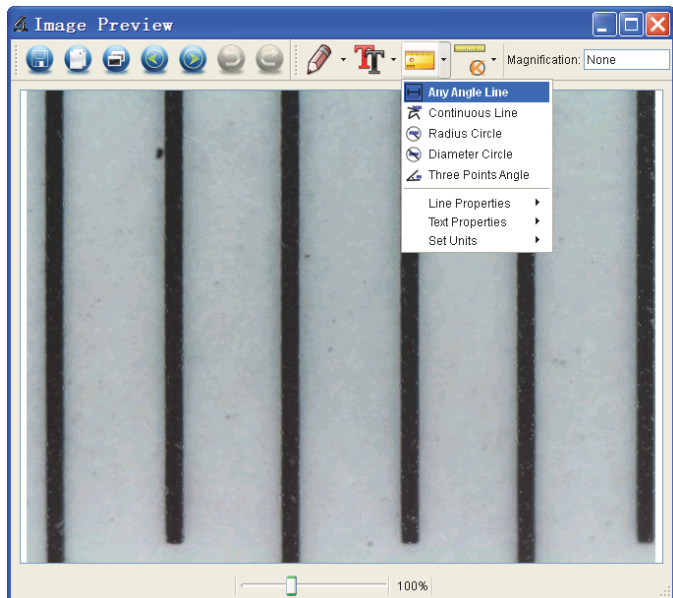 Image Preview
TT
Magnification: None
Any Angle Line
Continuous Line
Radius Circle
Diameter Circle
Three Points Angle
Line Properties
Text Properties
Set Units
100%